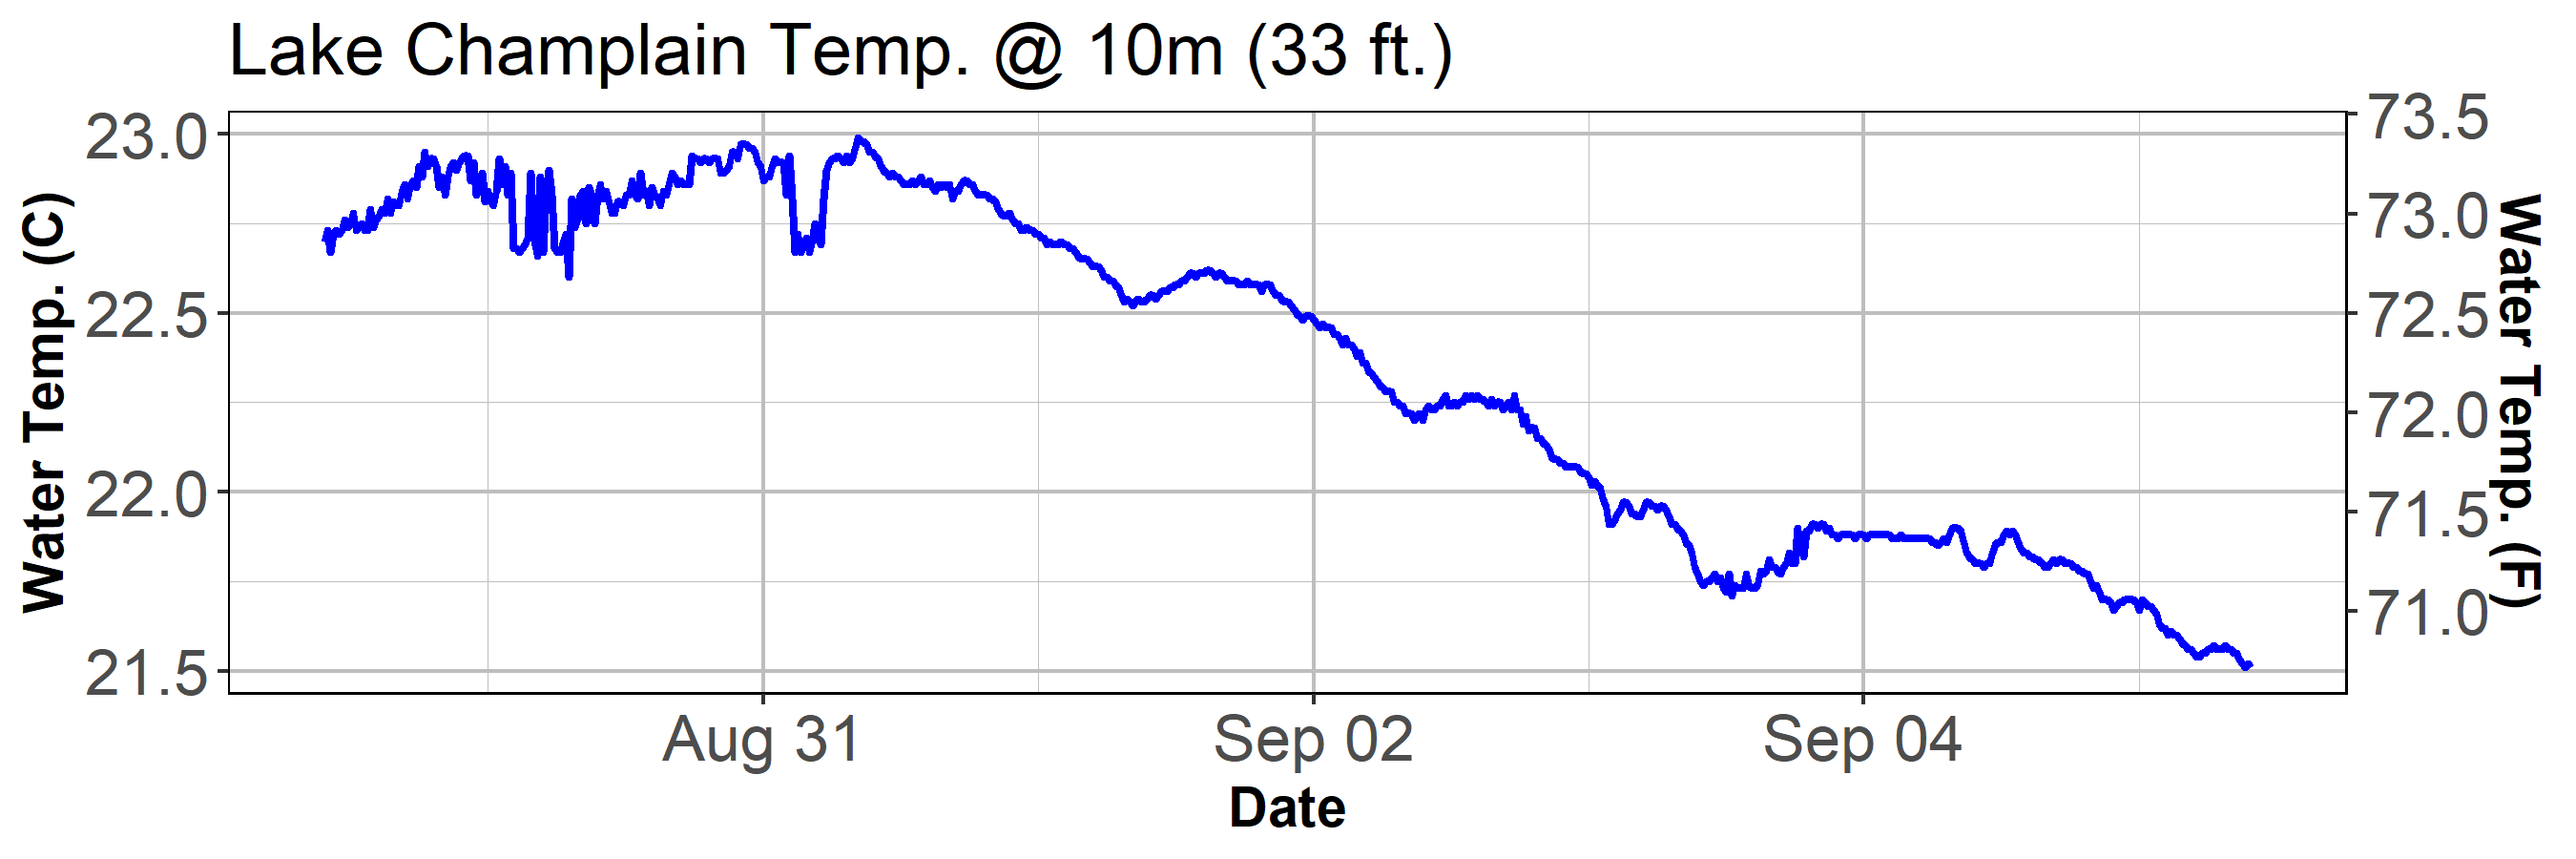 Lake Champlain Temp. @ 10m (33 ft.)
Water Temp. (C)
23.0
22.5
22.0
21.5
73.5
73.0
72.5
72.0
71.5
71.0
Water Temp. (F)
Aug 31
Sep 02
Sep 04
Date